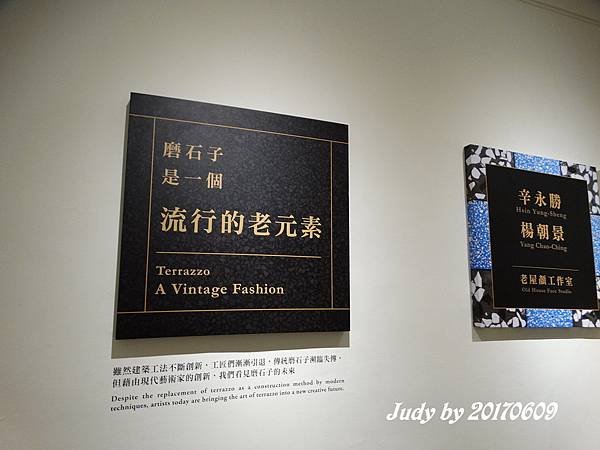 磨石子
是一個
流行的老元素
Terrazzo
A Vintage Fashion
雖然建築工法不斷創新，工匠們漸漸引退，傳統磨石子瀕臨失傳，
但藉由現代藝術家的創新，我們看見磨石子的未來
Despite the replacement of terrazzo as a construction method by modern
techniques, artists today are bringing the art of terrazzo into a new creative future.
辛永勝
Hsin Yung-Sheng
楊朝景
Yang Chao-Ching
老屋顏工作室
Old House Face Studio
Judy by 20170609